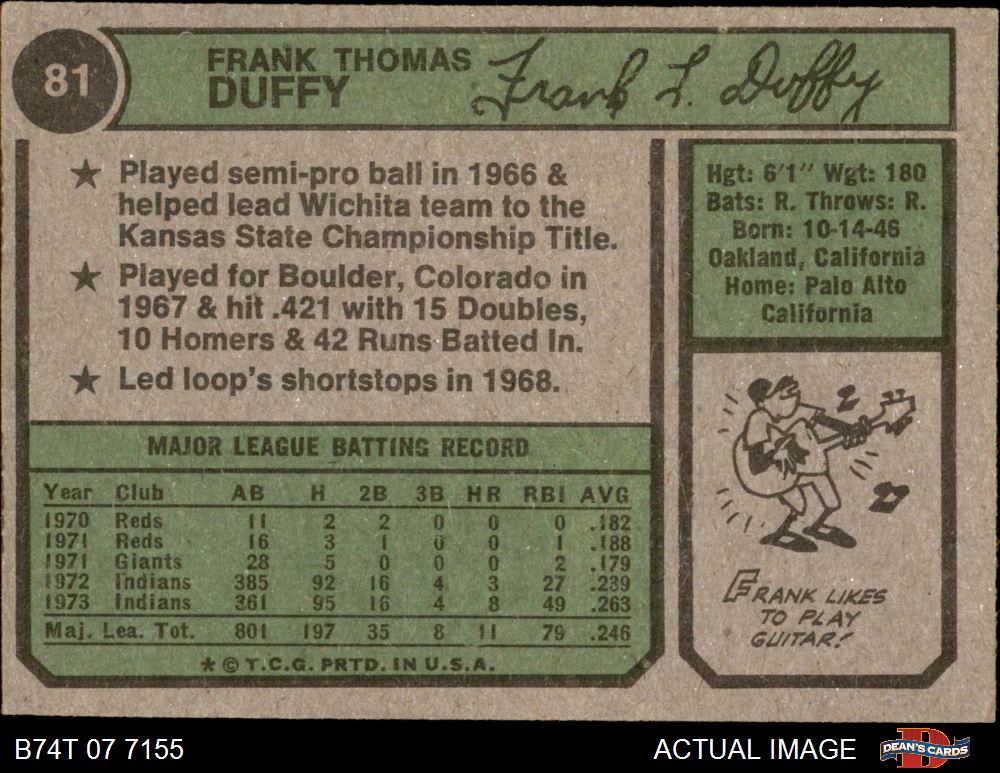 81
FRANK THOMAS
DUFFY
Frank T. Duffy
★ Played semi-pro ball in 1966 &
helped lead Wichita team to the
Kansas State Championship Title.
★ Played for Boulder, Colorado in
1967 & hit .421 with 15 Doubles,
10 Homers & 42 Runs Batted In.
★ Led loop's shortstops in 1968.
Hgt: 6'1" Wgt: 180
Bats: R. Throws: R.
Born: 10-14-46
Oakland, California
Home: Palo Alto
California
MAJOR LEAGUE BATTING RECORD
Year Club AB H 2B 3B HR RBI AVG
1970 Reds 11 2 2 0 0 0 .182
1971 Reds 16 3 1 0 0 1 .188
1971 Giants 28 5 0 0 0 2 .179
1972 Indians 385 92 16 4 3 27 .239
1973 Indians 361 95 16 4 8 49 .263
Maj. Lea. Tot. 801 197 35 8 11 79 .246
* © T.C.G. PRTD. IN U.S.A.
FRANK LIKES
TO PLAY
GUITAR!
B74T 07 7155
ACTUAL IMAGE
DEAN'S CARDS